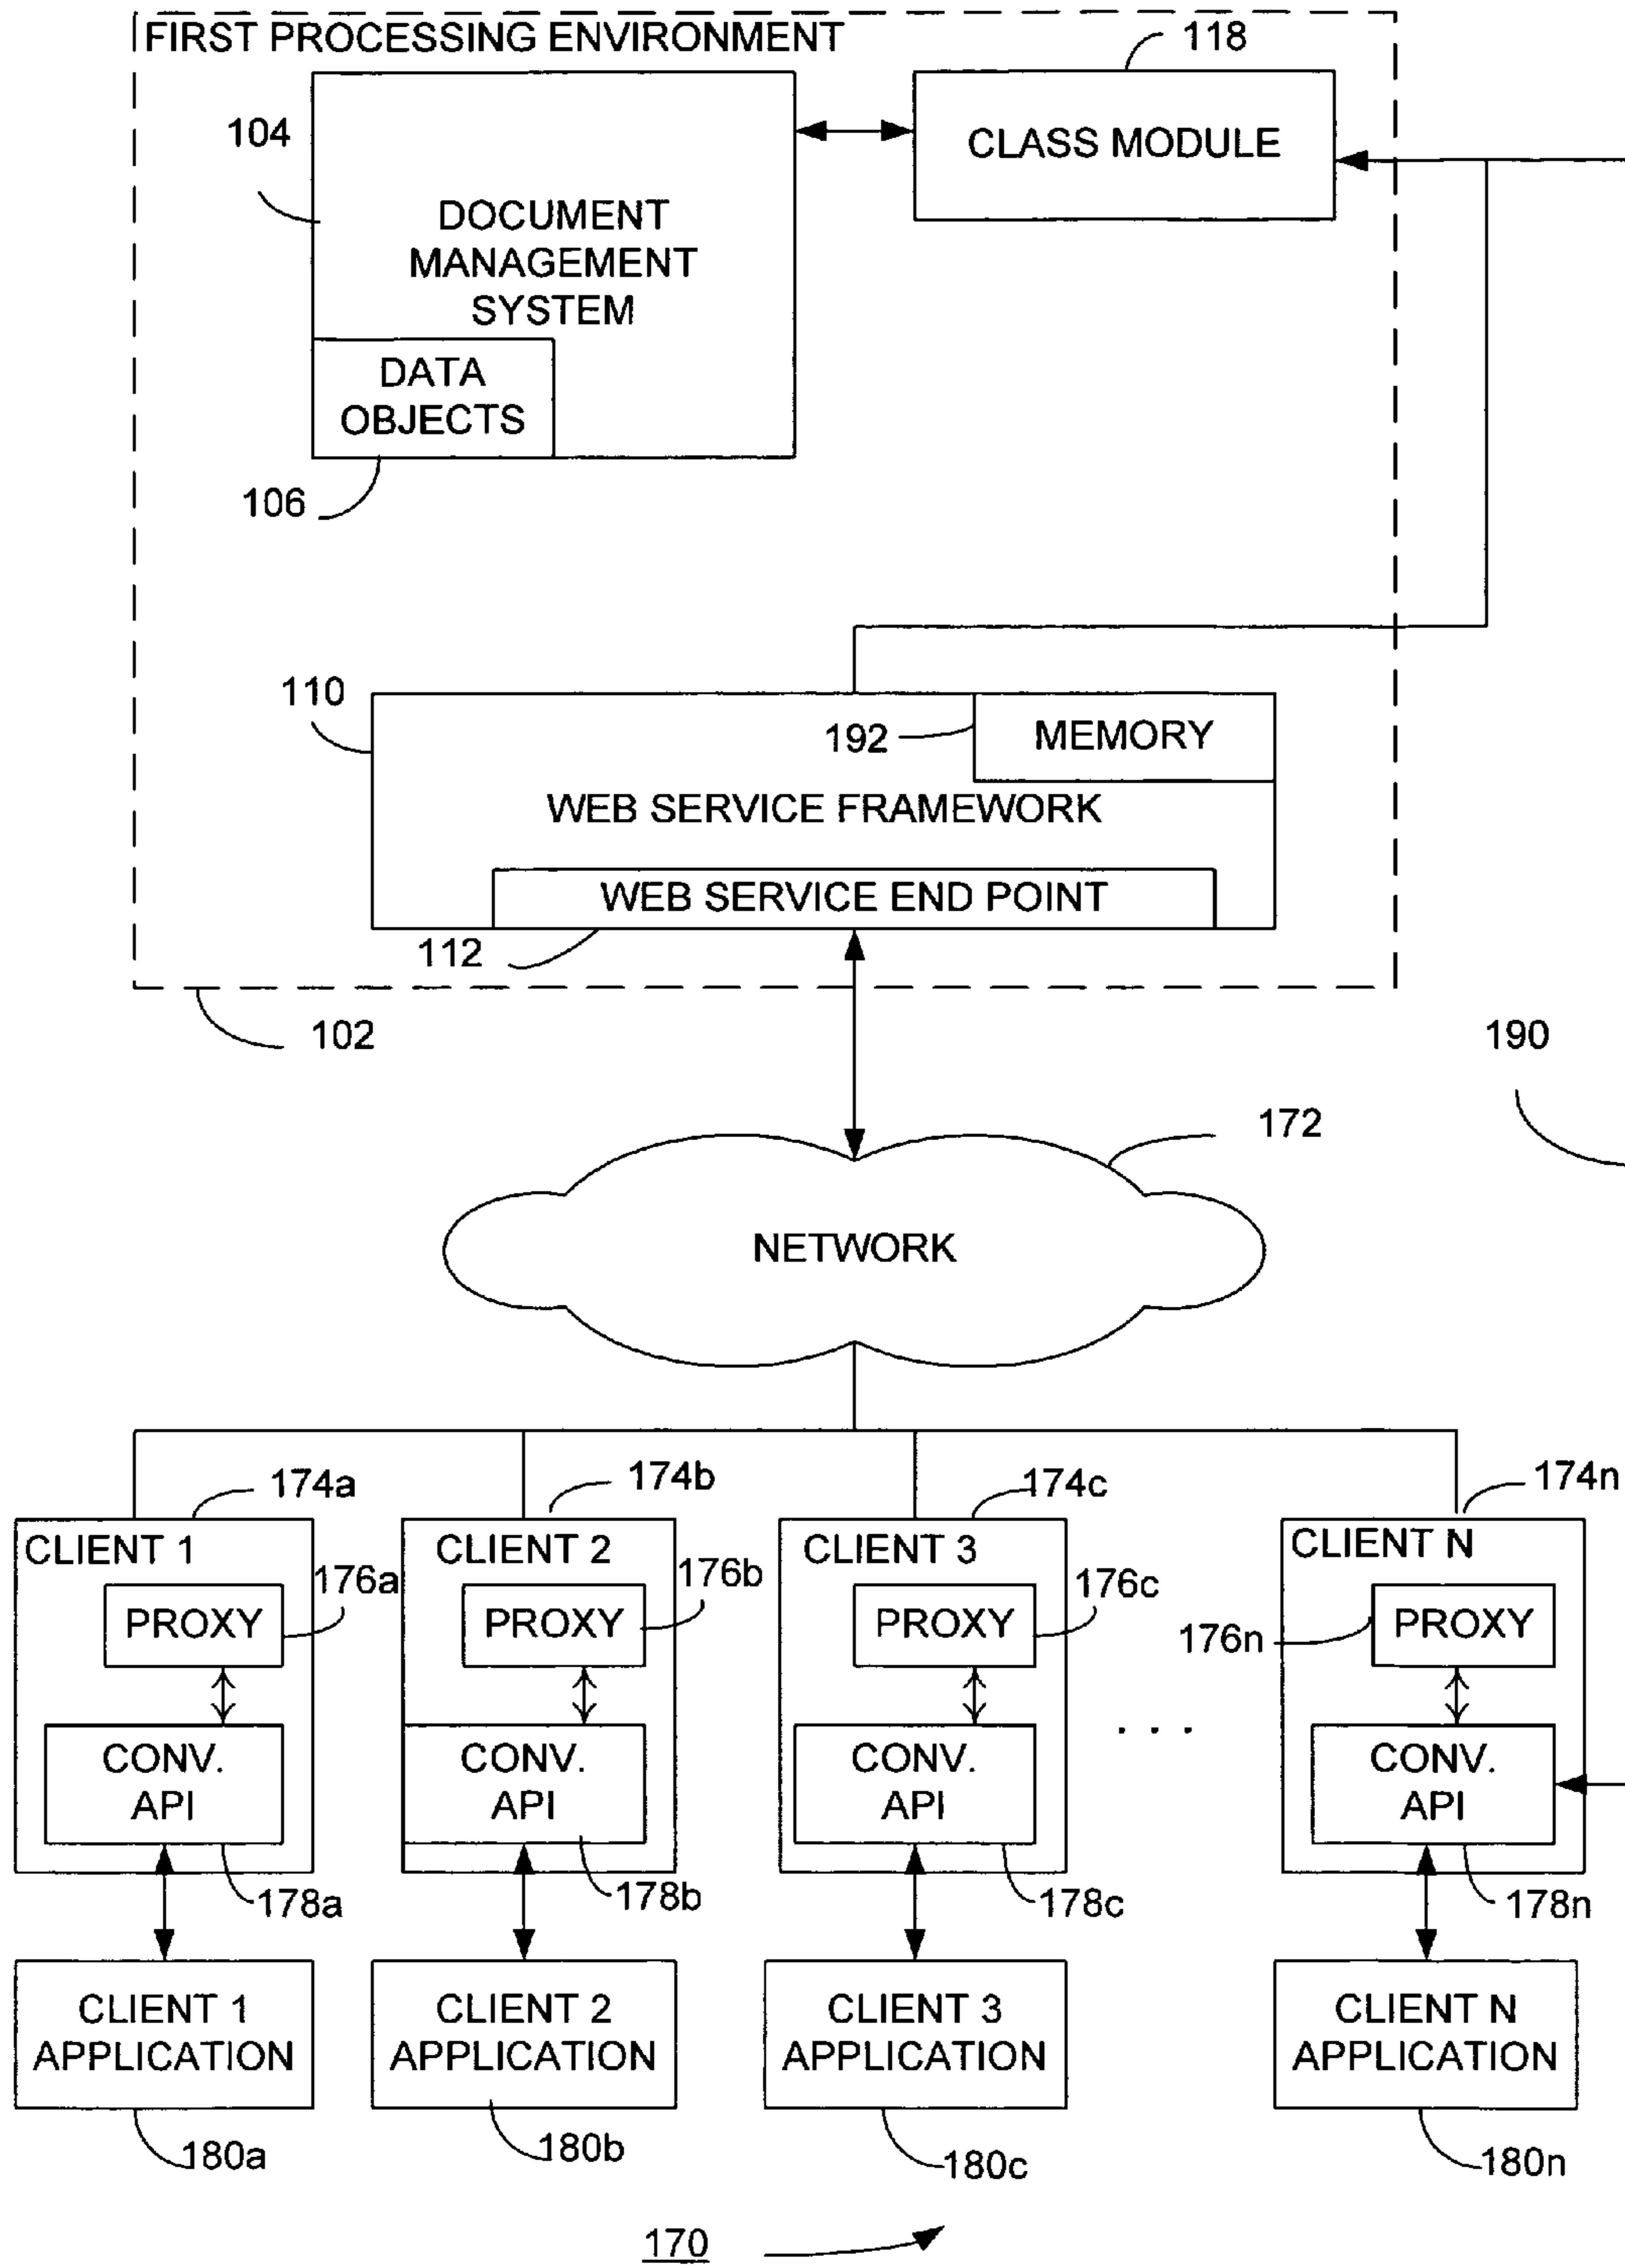 FIRST PROCESSING ENVIRONMENT
118
104
CLASS MODULE
DOCUMENT
MANAGEMENT
SYSTEM
DATA
OBJECTS
106
110
192
MEMORY
WEB SERVICE FRAMEWORK
WEB SERVICE END POINT
112
102
190
172
NETWORK
174a
174b
174c
174n
CLIENT 1
CLIENT 2
CLIENT 3
CLIENT N
176a
176b
176c
176n
PROXY
PROXY
PROXY
PROXY
. . .
CONV.
API
CONV.
API
CONV.
API
CONV.
API
178a
178b
178c
178n
CLIENT 1
APPLICATION
CLIENT 2
APPLICATION
CLIENT 3
APPLICATION
CLIENT N
APPLICATION
180a
180b
180c
180n
170